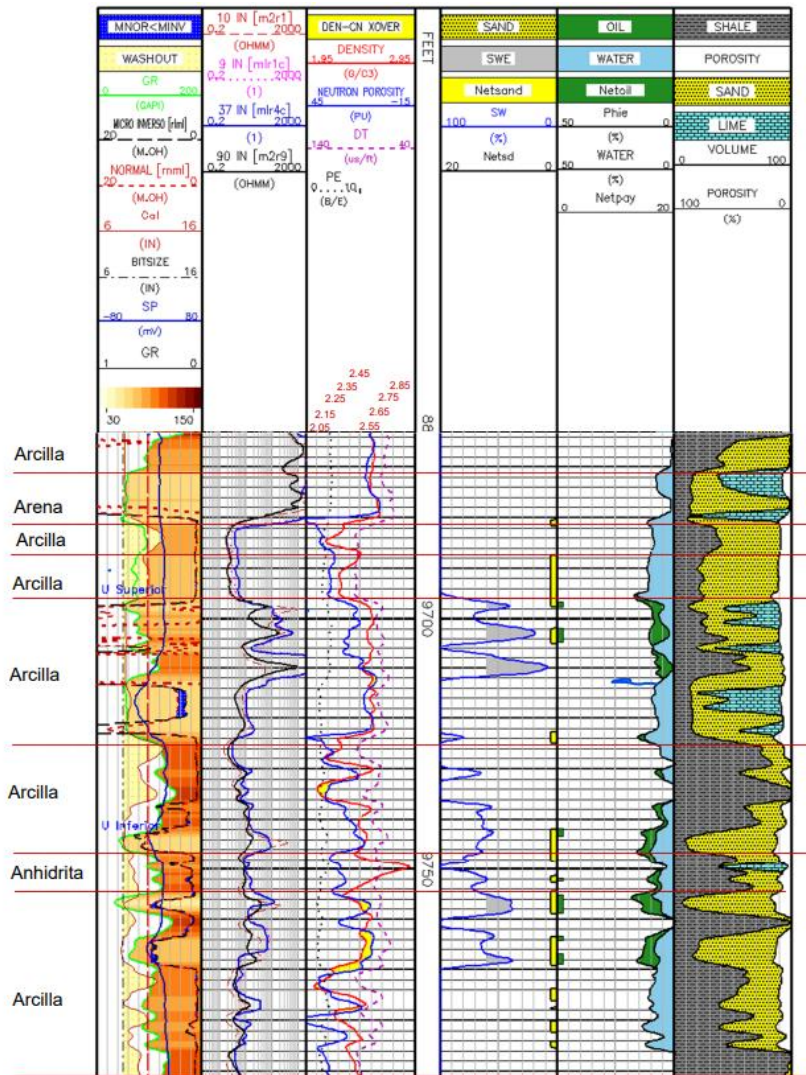 MNOR<MINV
WASHOUT
GR
0 200
(GAPI)
MICRO INVERSO [rlml]
20 0
(M.OH)
NORMAL [rnml]
20 0
(M.OH)
Cal
6 16
(IN)
BITSIZE
6 16
(IN)
SP
-80 80
(mV)
GR
1 0
30 150
10 IN [m2r1]
0.2 2000
(OHMM)
9 IN [mlr1c]
0.2 2000
(1)
37 IN [mlr4c]
0.2 2000
(1)
90 IN [m2r9]
0.2 2000
(OHMM)
DEN-CN XOVER
DENSITY
1.95 2.95
(G/C3)
NEUTRON POROSITY
45 -15
(PU)
DT
140 40
(us/ft)
PE
0 10
(B/E)
2.45
2.35 2.85
2.25 2.75
2.15 2.65
2.05 2.55
FEET
88
SAND
SWE
Netsand
SW
100 0
(%)
Netsd
20 0
OIL
WATER
Netoil
Phie
50 0
(%)
WATER
50 0
(%)
Netpay
0 20
SHALE
POROSITY
SAND
LIME
VOLUME
0 100
POROSITY
100 0
(%)
Arcilla
Arena
Arcilla
Arcilla
U Superior
9700
Arcilla
Arcilla
U Inferior
9750
Anhidrita
Arcilla